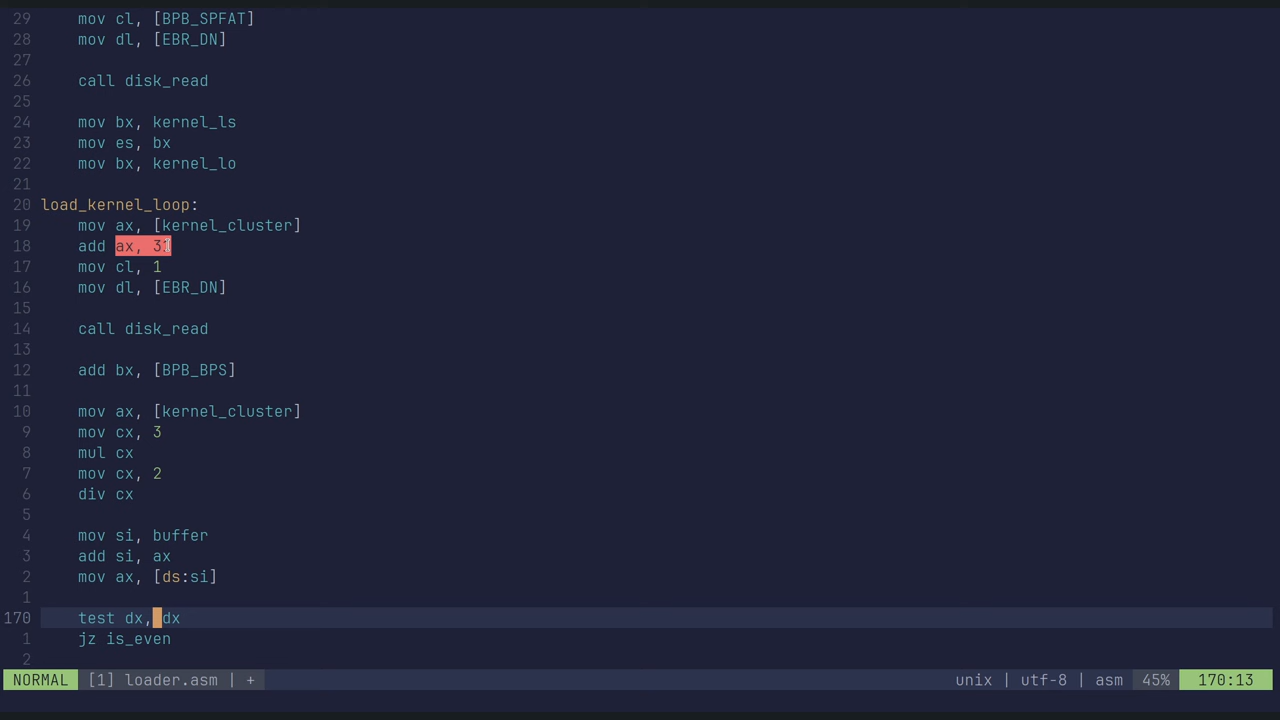 29 mov cl, [BPB_SPFAT]
28 mov dl, [EBR_DN]
27
26 call disk_read
25
24 mov bx, kernel_ls
23 mov es, bx
22 mov bx, kernel_lo
21
20 load_kernel_loop:
19 mov ax, [kernel_cluster]
18 add ax, 31
17 mov cl, 1
16 mov dl, [EBR_DN]
15
14 call disk_read
13
12 add bx, [BPB_BPS]
11
10 mov ax, [kernel_cluster]
9 mov cx, 3
8 mul cx
7 mov cx, 2
6 div cx
5
4 mov si, buffer
3 add si, ax
2 mov ax, [ds:si]
1
170 test dx, dx
1 jz is_even
2
NORMAL [1] loader.asm | + unix | utf-8 | asm 45% 170:13